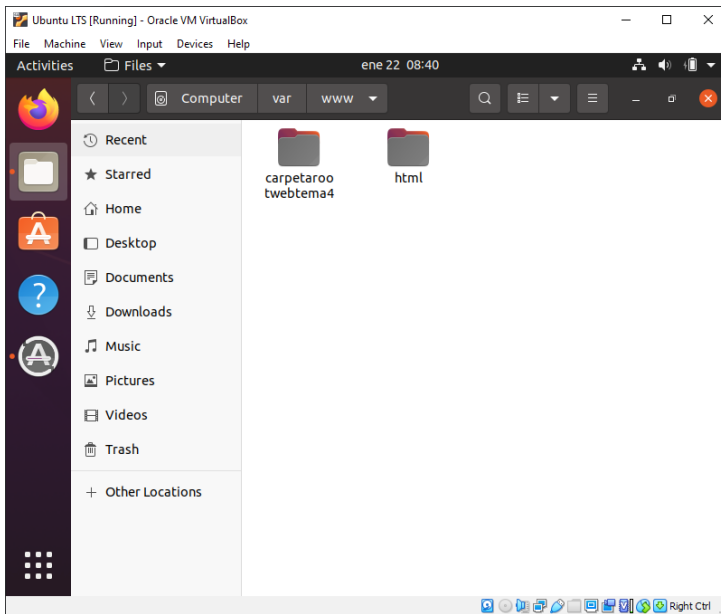 Ubuntu LTS [Running] - Oracle VM VirtualBox
File Machine View Input Devices Help
Activities Files ene 22 08:40
Computer var www
Recent
Starred
Home
Desktop
Documents
Downloads
Music
Pictures
Videos
Trash
Other Locations
carpetaroo
twebtema4
html
Right Ctrl